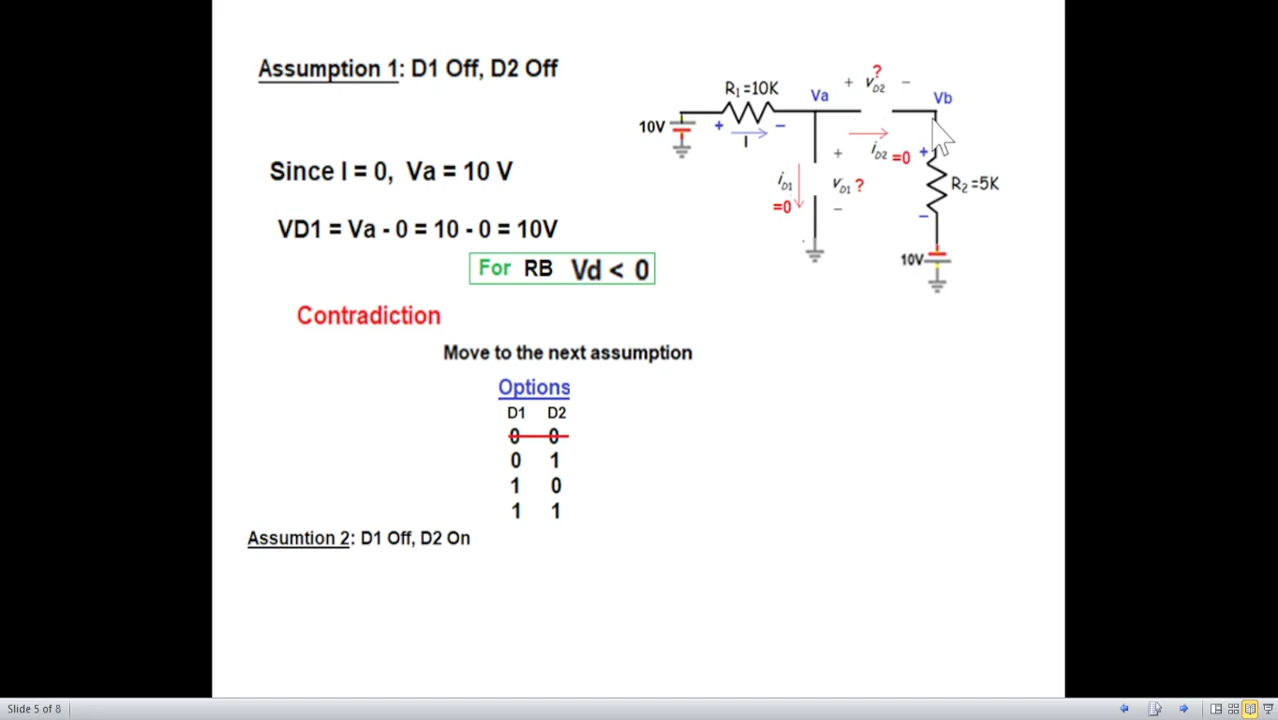 Assumption 1: D1 Off, D2 Off
R1 =10K
Va
+ VD2 -
?
Vb
10V
+ -
I
iD2 =0
+
R2 =5K
-
Since I = 0, Va = 10 V
iD1
=0
+
VD1 ?
-
VD1 = Va - 0 = 10 - 0 = 10V
10V
For RB Vd < 0
Contradiction
Move to the next assumption
Options
D1 D2
0 0
0 1
1 0
1 1
Assumtion 2: D1 Off, D2 On
Slide 5 of 8